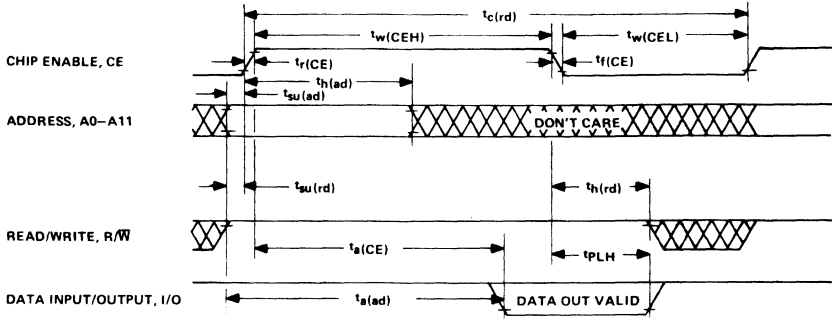 tc(rd)
tw(CEH)
tw(CEL)
CHIP ENABLE, CE
tr(CE)
tf(CE)
th(ad)
tsu(ad)
ADDRESS, A0–A11
DON'T CARE
tsu(rd)
th(rd)
READ/WRITE, R/W̅
ta(CE)
tPLH
DATA INPUT/OUTPUT, I/O
ta(ad)
DATA OUT VALID